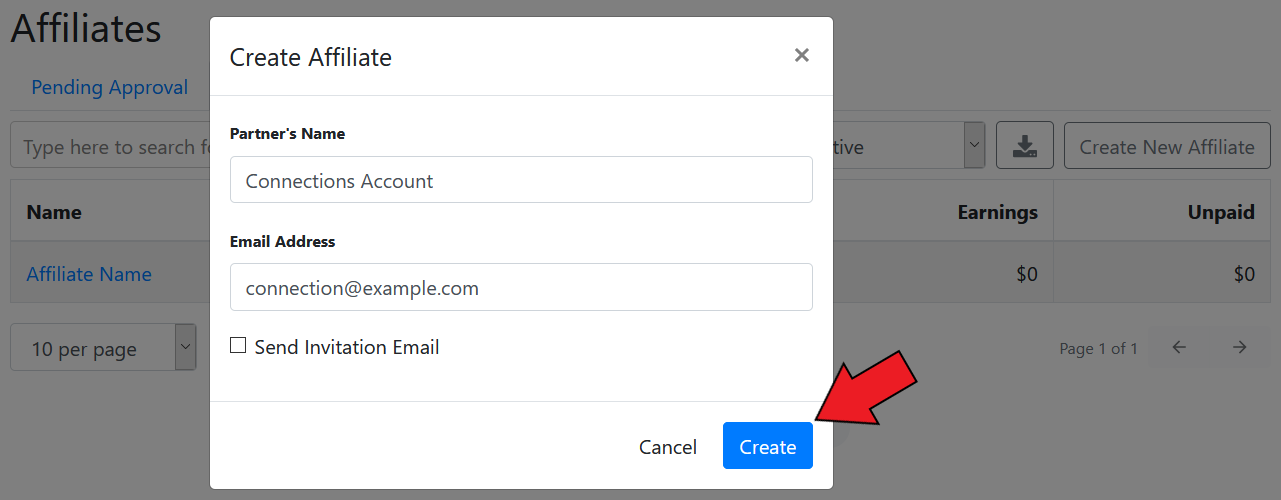 Affiliates
Create Affiliate
×
Pending Approval
Partner's Name
Type here to search fo
tive
Create New Affiliate
Connections Account
Name
Earnings
Unpaid
Email Address
Affiliate Name
$0
$0
connection@example.com
10 per page
Send Invitation Email
Page 1 of 1
Cancel
Create